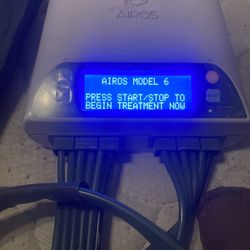 AIROS
AIROS MODEL 6
PRESS START/STOP TO
BEGIN TREATMENT NOW